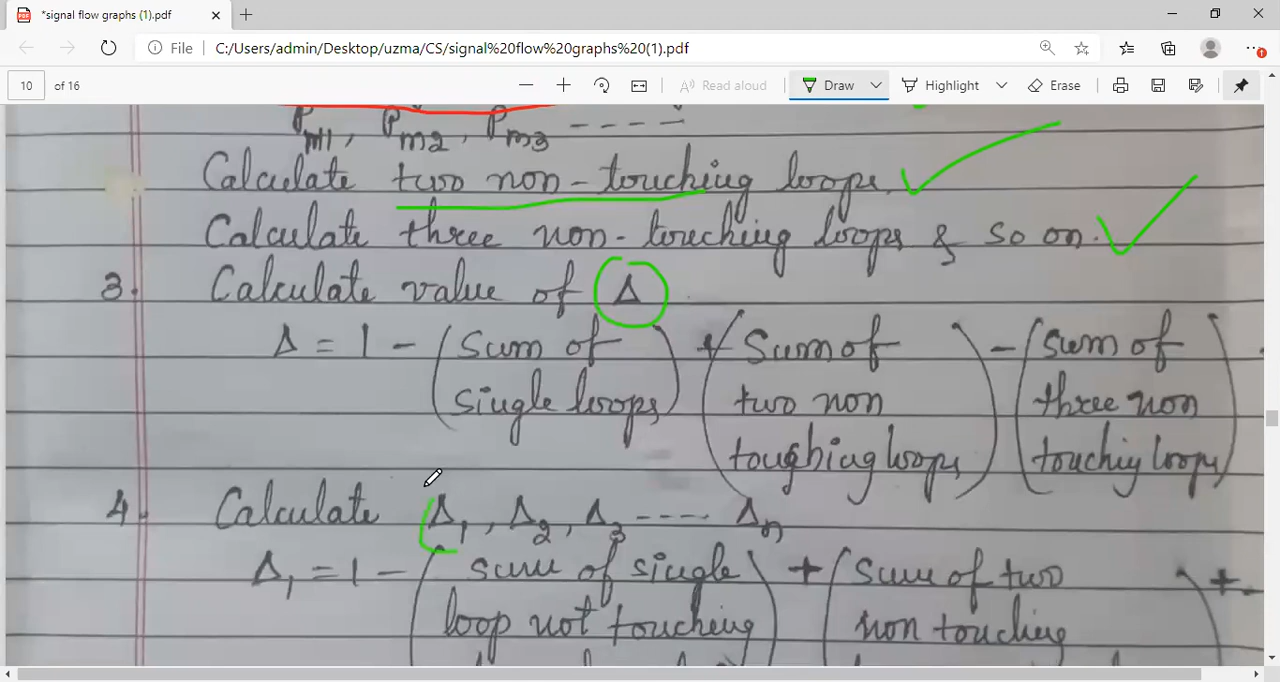 *signal flow graphs (1).pdf
File
C:/Users/admin/Desktop/uzma/CS/signal%20flow%20graphs%20(1).pdf
10 of 16
Read aloud
Draw
Highlight
Erase
Pm1, Pm2, Pm3 ----
Calculate two non-touching loops.
Calculate three non-touching loops & so on.
3. Calculate value of Δ
Δ = 1 - (Sum of single loops) + (Sum of two non toughing loops) - (Sum of three non touchiy loops)
4. Calculate Δ1, Δ2, Δ3 ---- Δn
Δ1 = 1 - (sum of single + (Sum of two +
loop not touching non touching